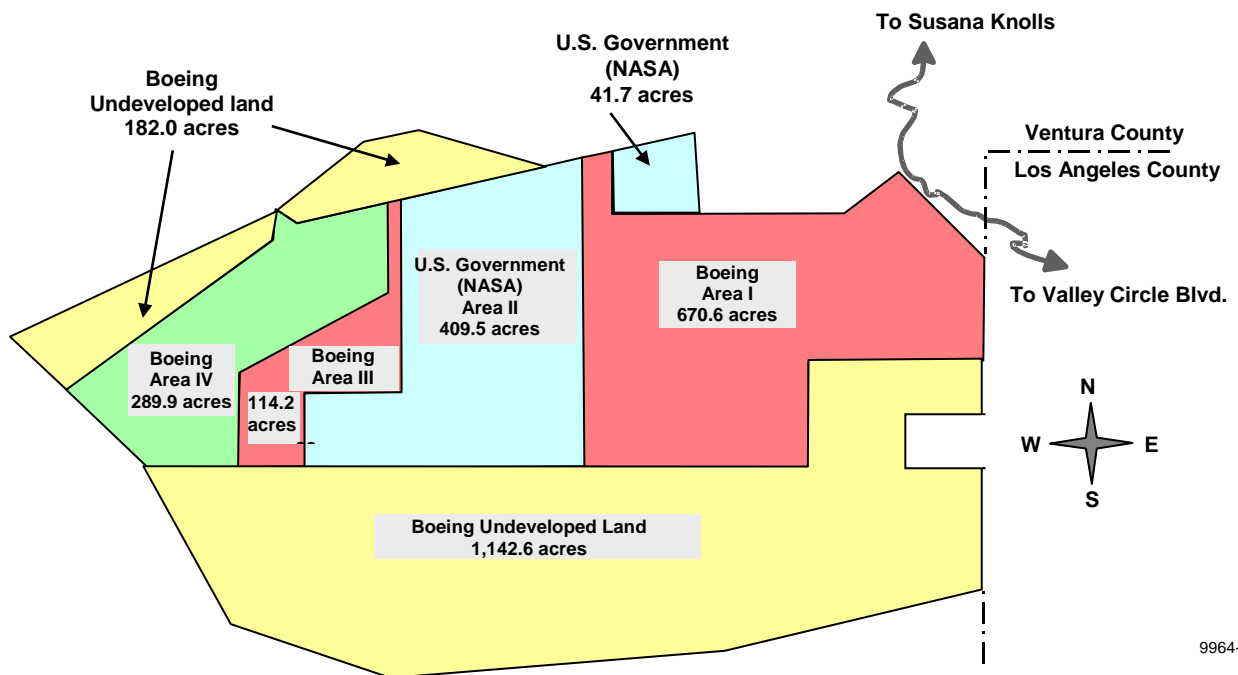 To Susana Knolls
U.S. Government
(NASA)
41.7 acres
Boeing
Undeveloped land
182.0 acres
Ventura County
Los Angeles County
To Valley Circle Blvd.
U.S. Government
(NASA)
Area II
409.5 acres
Boeing
Area I
670.6 acres
Boeing
Area IV
289.9 acres
Boeing
Area III
114.2
acres
N
W
E
S
Boeing Undeveloped Land
1,142.6 acres
9964-